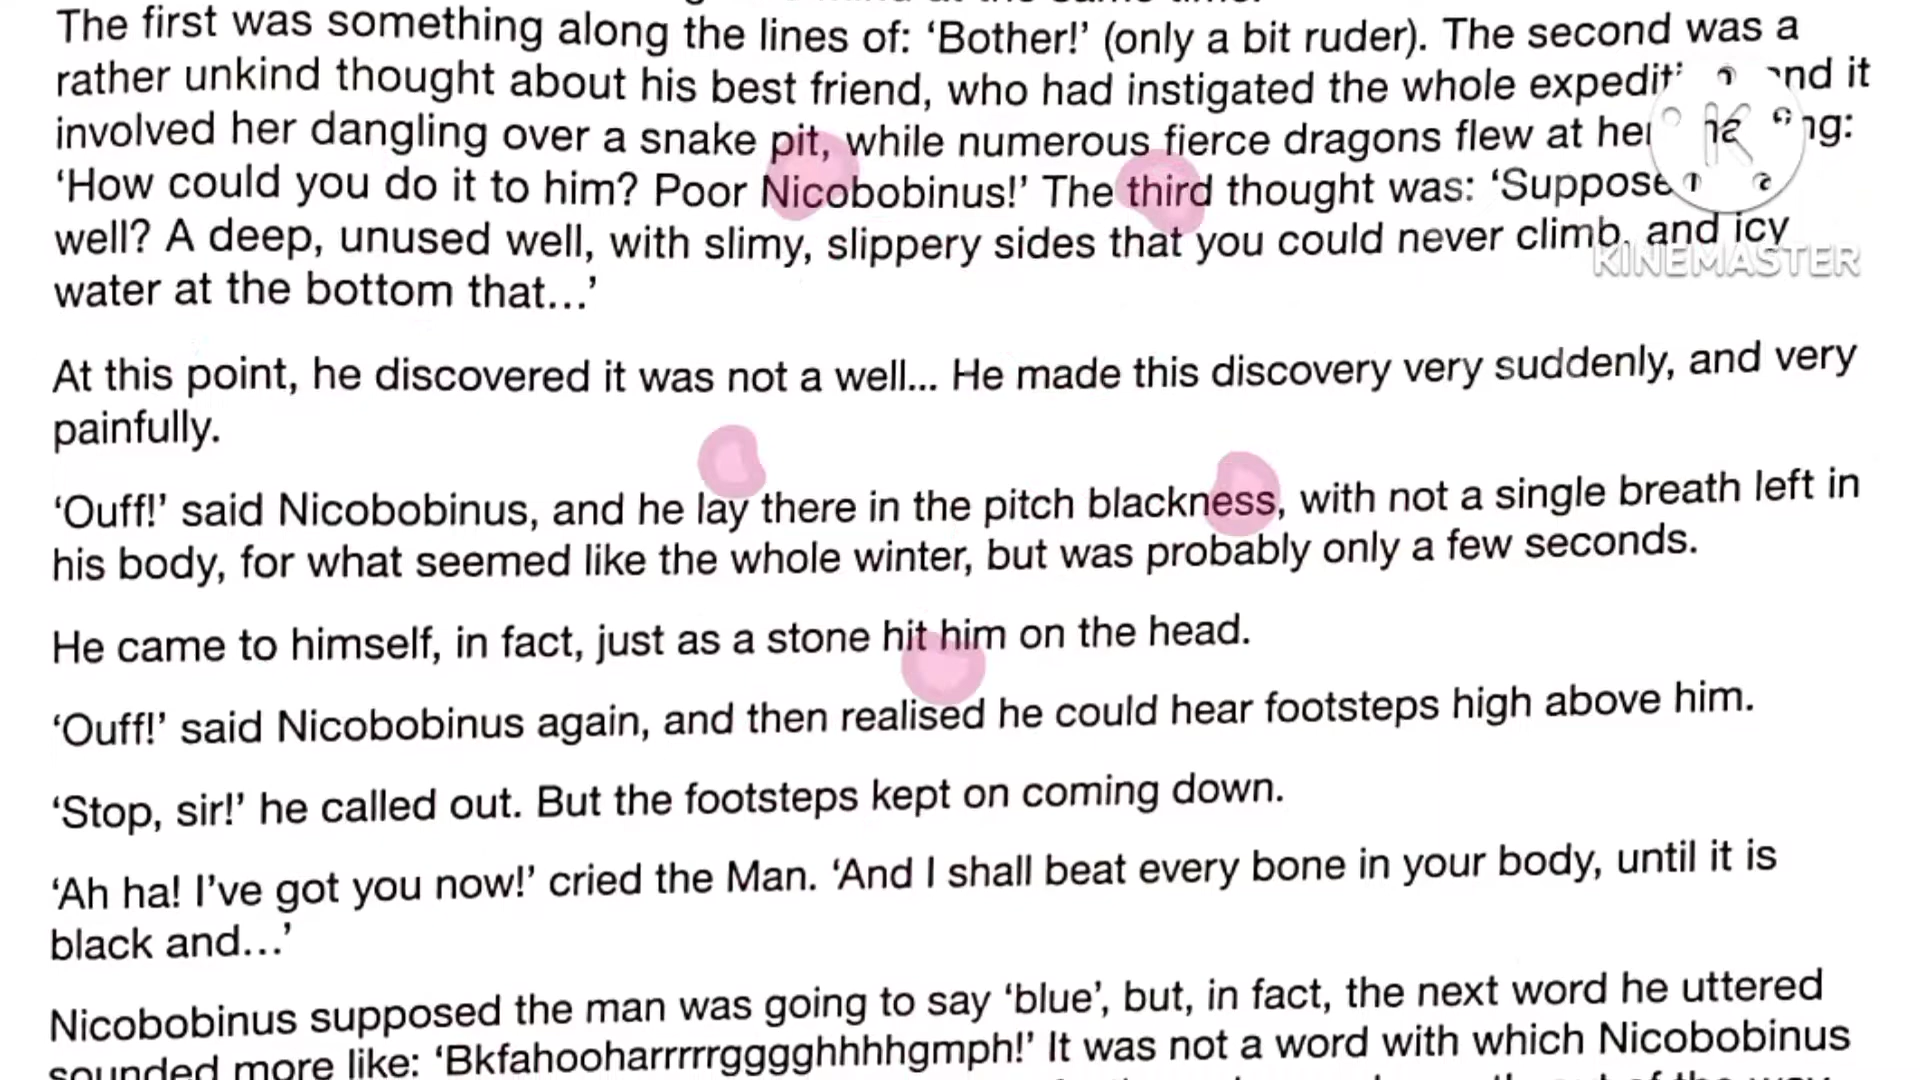 at the same time.
The first was something along the lines of: ‘Bother!’ (only a bit ruder). The second was a
rather unkind thought about his best friend, who had instigated the whole and it
involved her dangling over a snake pit, while numerous fierce dragons flew at her
‘How could you do it to him? Poor Nicobobinus!’ The third thought was: ‘Suppose
well? A deep, unused well, with slimy, slippery sides that you could never climb, and icy
KINEMASTER
water at the bottom that...’
At this point, he discovered it was not a well... He made this discovery very suddenly, and very
painfully.
‘Ouff!’ said Nicobobinus, and he lay there in the pitch blackness, with not a single breath left in
his body, for what seemed like the whole winter, but was probably only a few seconds.
He came to himself, in fact, just as a stone hit him on the head.
‘Ouff!’ said Nicobobinus again, and then realised he could hear footsteps high above him.
‘Stop, sir!’ he called out. But the footsteps kept on coming down.
‘Ah ha! I’ve got you now!’ cried the Man. ‘And I shall beat every bone in your body, until it is
black and...’
Nicobobinus supposed the man was going to say ‘blue’, but, in fact, the next word he uttered
sounded more like: ‘Bkfahooharrrrrgggghhhhgmph!’ It was not a word with which Nicobobinus